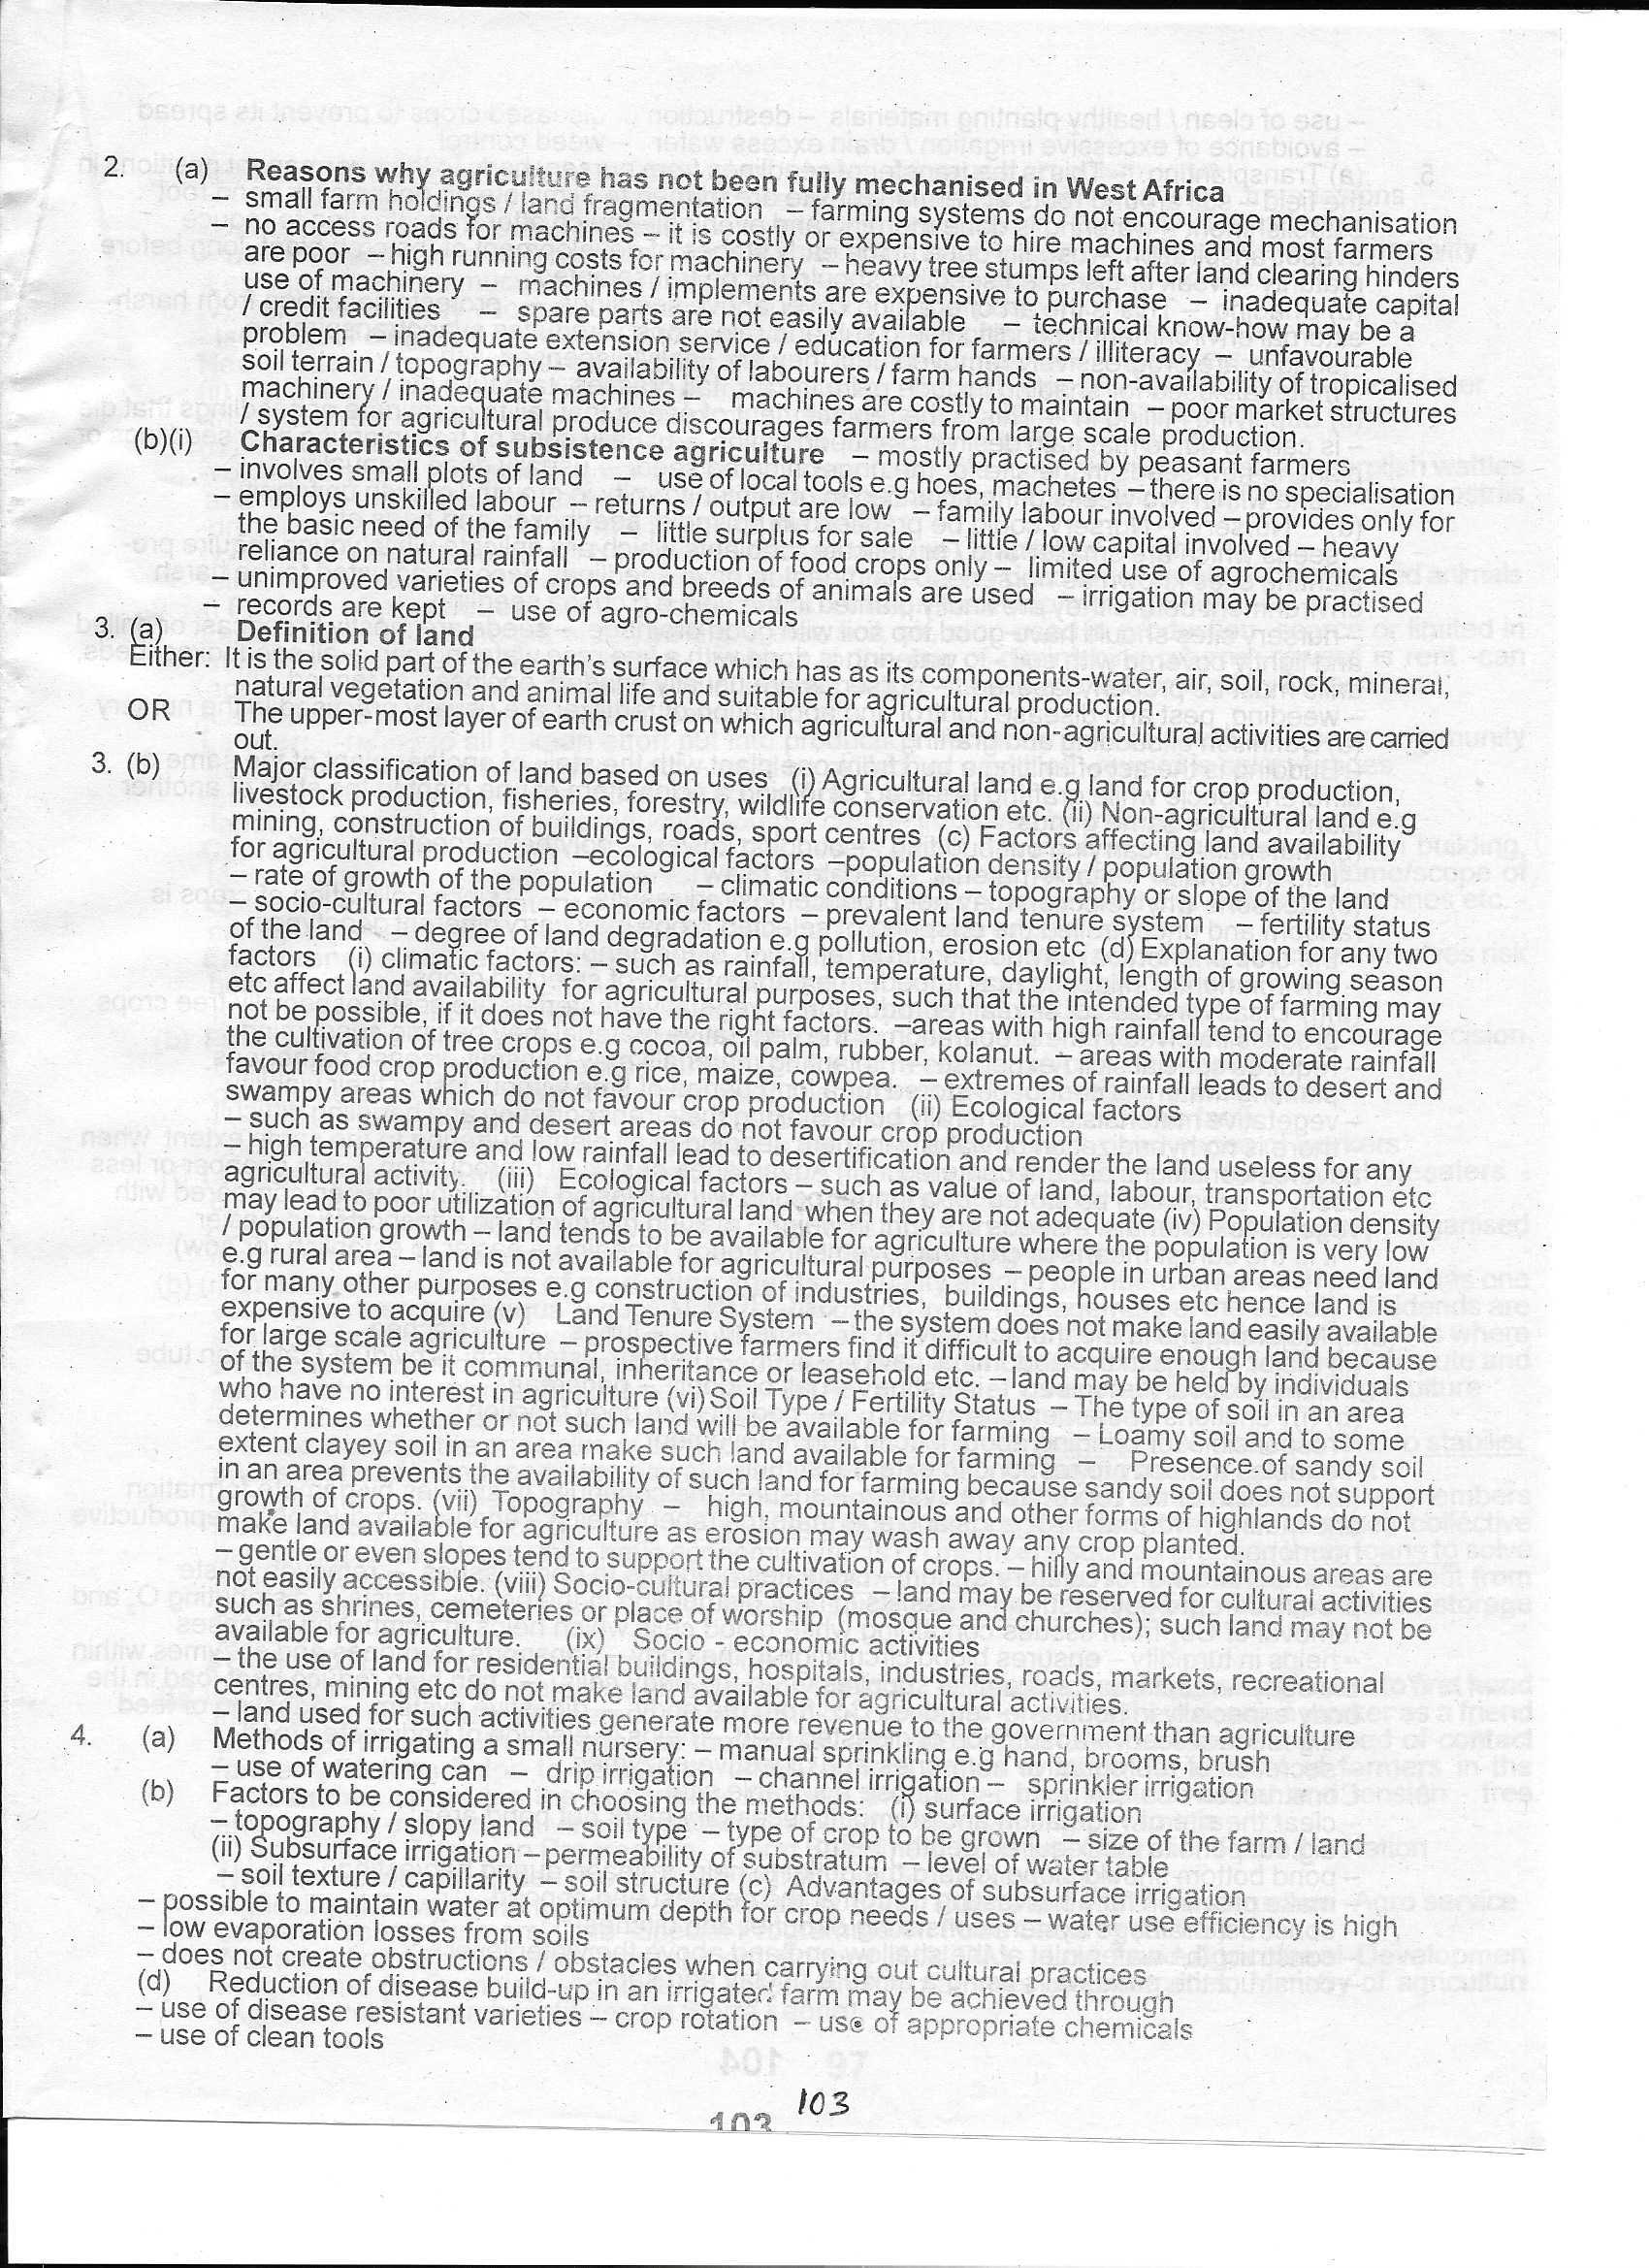 2. (a) Reasons why agriculture has not been fully mechanised in West Africa
– small farm holdings / land fragmentation – farming systems do not encourage mechanisation
– no access roads for machines – it is costly or expensive to hire machines and most farmers
are poor – high running costs for machinery – heavy tree stumps left after land clearing hinders
use of machinery – machines / implements are expensive to purchase – inadequate capital
/ credit facilities – spare parts are not easily available – technical know-how may be a
problem – inadequate extension service / education for farmers / illiteracy – unfavourable
soil terrain / topography – availability of labourers / farm hands – non-availability of tropicalised
machinery / inadequate machines – machines are costly to maintain – poor market structures
/ system for agricultural produce discourages farmers from large scale production.
(b)(i) Characteristics of subsistence agriculture – mostly practised by peasant farmers
– involves small plots of land – use of local tools e.g hoes, machetes – there is no specialisation
– employs unskilled labour – returns / output are low – family labour involved – provides only for
the basic need of the family – little surplus for sale – little / low capital involved – heavy
reliance on natural rainfall – production of food crops only – limited use of agrochemicals
– unimproved varieties of crops and breeds of animals are used – irrigation may be practised
– records are kept – use of agro-chemicals
3. (a) Definition of land
Either: It is the solid part of the earth's surface which has as its components-water, air, soil, rock, mineral,
natural vegetation and animal life and suitable for agricultural production.
OR The upper-most layer of earth crust on which agricultural and non-agricultural activities are carried
out.
3. (b) Major classification of land based on uses (i) Agricultural land e.g land for crop production,
livestock production, fisheries, forestry, wildlife conservation etc. (ii) Non-agricultural land e.g
mining, construction of buildings, roads, sport centres (c) Factors affecting land availability
for agricultural production –ecological factors –population density / population growth
– rate of growth of the population – climatic conditions – topography or slope of the land
– socio-cultural factors – economic factors – prevalent land tenure system – fertility status
of the land – degree of land degradation e.g pollution, erosion etc (d) Explanation for any two
factors (i) climatic factors: – such as rainfall, temperature, daylight, length of growing season
etc affect land availability for agricultural purposes, such that the intended type of farming may
not be possible, if it does not have the right factors. –areas with high rainfall tend to encourage
the cultivation of tree crops e.g cocoa, oil palm, rubber, kolanut. – areas with moderate rainfall
favour food crop production e.g rice, maize, cowpea. – extremes of rainfall leads to desert and
swampy areas which do not favour crop production (ii) Ecological factors
– such as swampy and desert areas do not favour crop production
– high temperature and low rainfall lead to desertification and render the land useless for any
agricultural activity. (iii) Ecological factors – such as value of land, labour, transportation etc
may lead to poor utilization of agricultural land when they are not adequate (iv) Population density
/ population growth – land tends to be available for agriculture where the population is very low
e.g rural area – land is not available for agricultural purposes – people in urban areas need land
for many other purposes e.g construction of industries, buildings, houses etc hence land is
expensive to acquire (v) Land Tenure System – the system does not make land easily available
for large scale agriculture – prospective farmers find it difficult to acquire enough land because
of the system be it communal, inheritance or leasehold etc. – land may be held by individuals
who have no interest in agriculture (vi) Soil Type / Fertility Status – The type of soil in an area
determines whether or not such land will be available for farming – Loamy soil and to some
extent clayey soil in an area make such land available for farming – Presence.of sandy soil
in an area prevents the availability of such land for farming because sandy soil does not support
growth of crops. (vii) Topography – high, mountainous and other forms of highlands do not
make land available for agriculture as erosion may wash away any crop planted.
– gentle or even slopes tend to support the cultivation of crops. – hilly and mountainous areas are
not easily accessible. (viii) Socio-cultural practices – land may be reserved for cultural activities
such as shrines, cemeteries or place of worship (mosque and churches); such land may not be
available for agriculture. (ix) Socio - economic activities
– the use of land for residential buildings, hospitals, industries, roads, markets, recreational
centres, mining etc do not make land available for agricultural activities.
– land used for such activities generate more revenue to the government than agriculture
4. (a) Methods of irrigating a small nursery: – manual sprinkling e.g hand, brooms, brush
– use of watering can – drip irrigation – channel irrigation – sprinkler irrigation
(b) Factors to be considered in choosing the methods: (i) surface irrigation
– topography / slopy land – soil type – type of crop to be grown – size of the farm / land
(ii) Subsurface irrigation – permeability of substratum – level of water table
– soil texture / capillarity – soil structure (c) Advantages of subsurface irrigation
– possible to maintain water at optimum depth for crop needs / uses – water use efficiency is high
– low evaporation losses from soils
– does not create obstructions / obstacles when carrying out cultural practices
(d) Reduction of disease build-up in an irrigated farm may be achieved through
– use of disease resistant varieties – crop rotation – use of appropriate chemicals
– use of clean tools
103
103